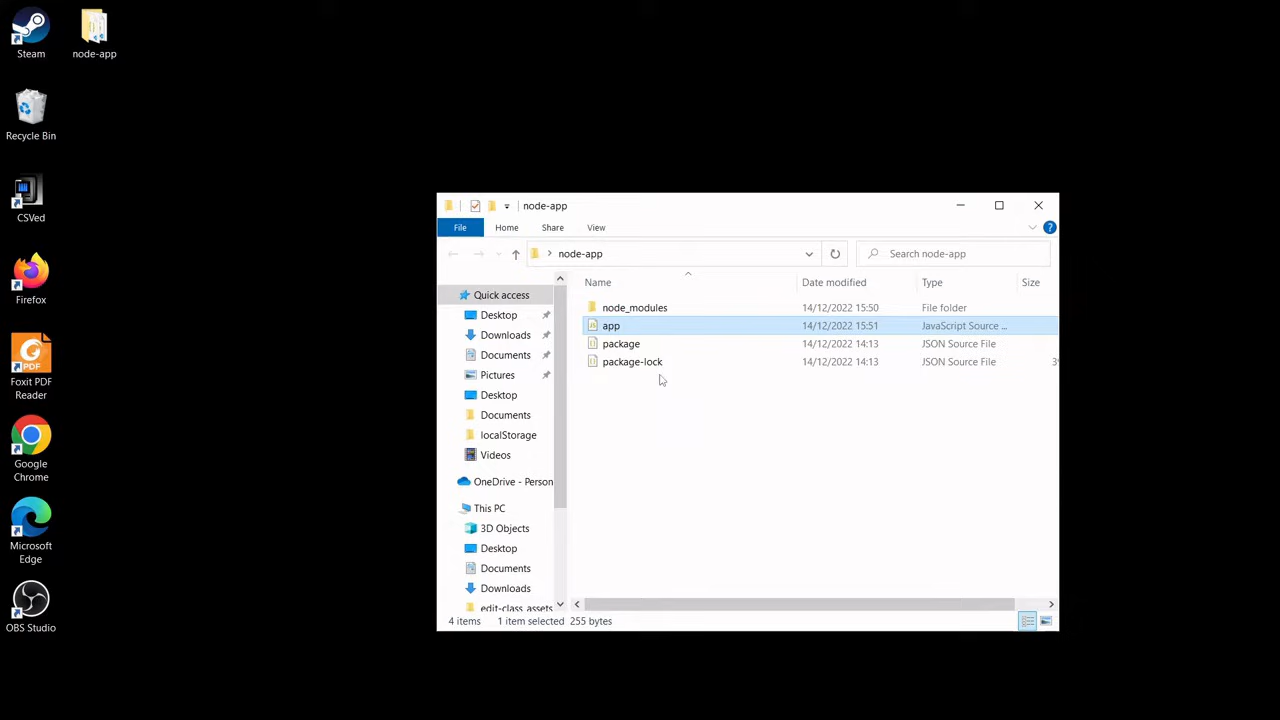 Steam
node-app
Recycle Bin
CSVed
Firefox
Foxit PDF
Reader
Google
Chrome
Microsoft
Edge
OBS Studio
node-app
File Home Share View
node-app
Search node-app
Name Date modified Type Size
node_modules 14/12/2022 15:50 File folder
app 14/12/2022 15:51 JavaScript Source ...
package 14/12/2022 14:13 JSON Source File
package-lock 14/12/2022 14:13 JSON Source File
Quick access
Desktop
Downloads
Documents
Pictures
Desktop
Documents
localStorage
Videos
OneDrive - Person
This PC
3D Objects
Desktop
Documents
Downloads
edit-class assets
4 items 1 item selected 255 bytes